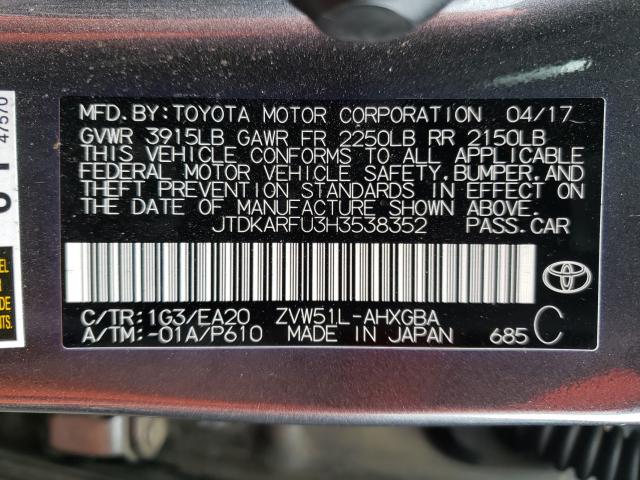 MFD.BY:TOYOTA MOTOR CORPORATION 04/17
GVWR 3915LB GAWR FR 2250LB RR 2150LB
THIS VEHICLE CONFORMS TO ALL APPLICABLE
FEDERAL MOTOR VEHICLE SAFETY.BUMPER.AND
THEFT PREVENTION STANDARDS IN EFFECT ON
THE DATE OF MANUFACTURE SHOWN ABOVE.
JTDKARFU3H3538352 PASS.CAR
C/TR:1G3/EA20 ZVW51L-AHXGBA
A/TM:-01A/P610 MADE IN JAPAN 685 C
47570